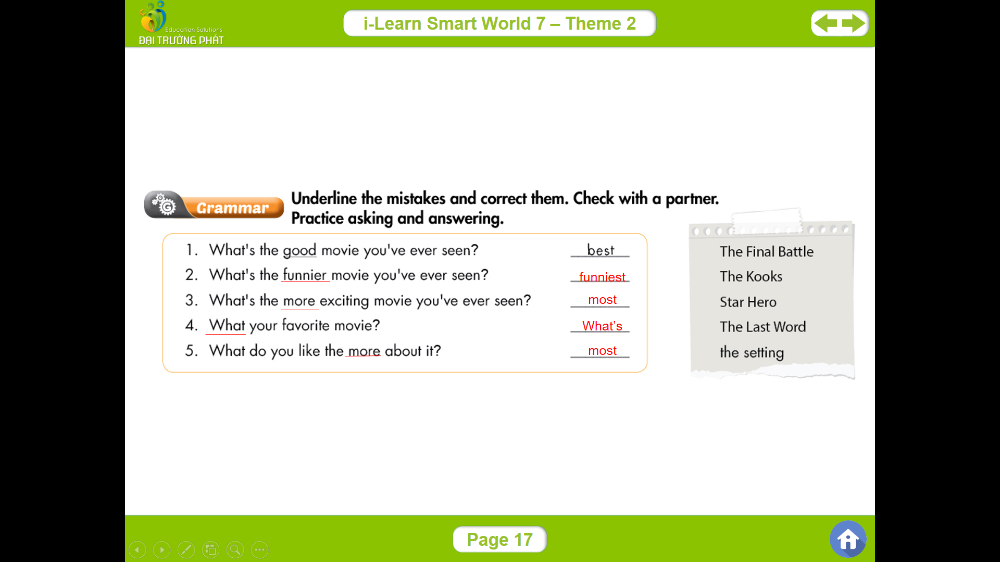 Education Solutions
ĐẠI TRƯỜNG PHÁT
i-Learn Smart World 7 – Theme 2
G Grammar
Underline the mistakes and correct them. Check with a partner.
Practice asking and answering.
1. What's the good movie you've ever seen? best
2. What's the funnier movie you've ever seen? funniest
3. What's the more exciting movie you've ever seen? most
4. What your favorite movie? What’s
5. What do you like the more about it? most
The Final Battle
The Kooks
Star Hero
The Last Word
the setting
Page 17